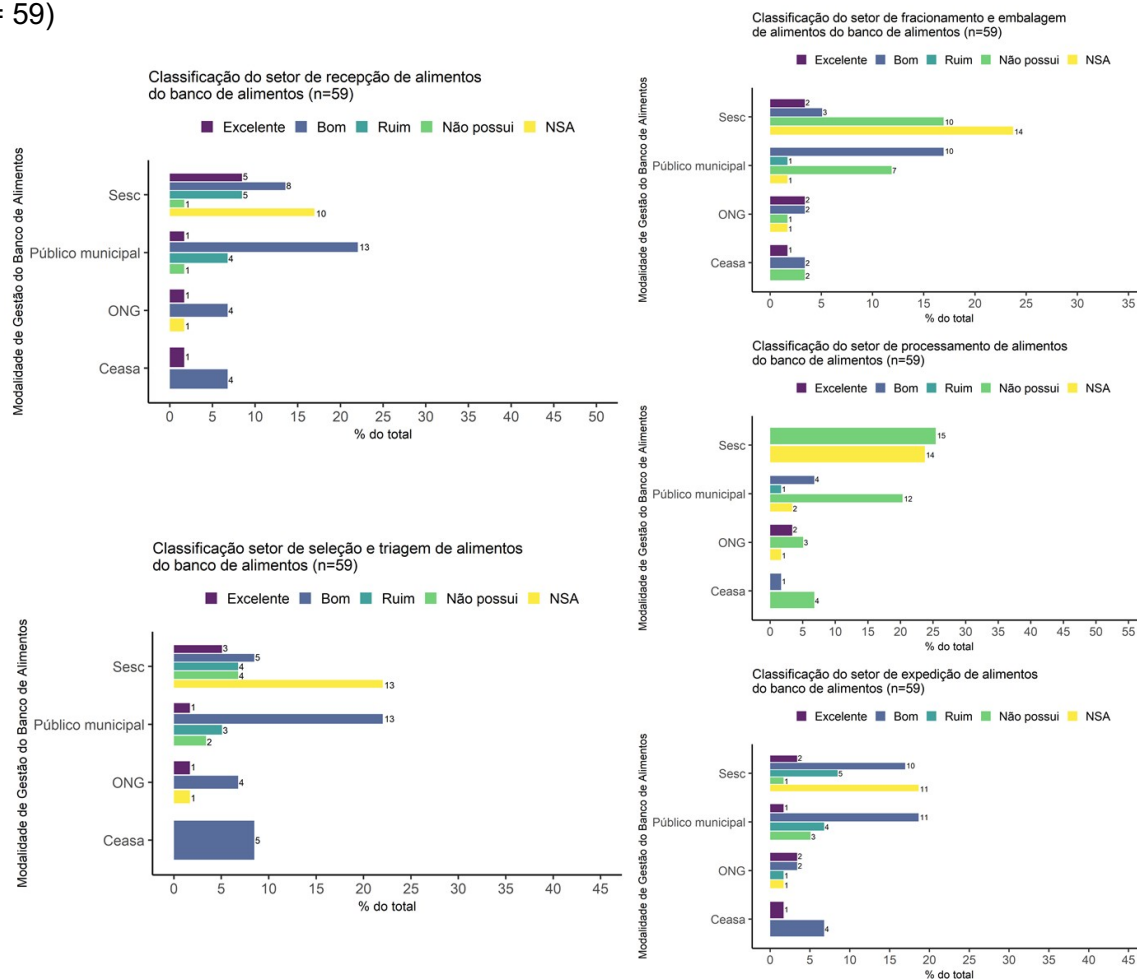 = 59)
Classificação do setor de recepção de alimentos
do banco de alimentos (n=59)
Excelente Bom Ruim Não possui NSA
Modalidade de Gestão do Banco de Alimentos
Sesc
5
8
5
1
10
Público municipal
1
13
4
1
ONG
1
4
1
Ceasa
1
4
0 5 10 15 20 25 30 35 40 45 50
% do total
Classificação setor de seleção e triagem de alimentos
do banco de alimentos (n=59)
Excelente Bom Ruim Não possui NSA
Modalidade de Gestão do Banco de Alimentos
Sesc
3
5
4
4
13
Público municipal
1
13
3
2
ONG
1
4
1
Ceasa
5
0 5 10 15 20 25 30 35 40 45
% do total
Classificação do setor de fracionamento e embalagem
de alimentos do banco de alimentos (n=59)
Excelente Bom Ruim Não possui NSA
Modalidade de Gestão do Banco de Alimentos
Sesc
2
3
10
14
Público municipal
10
1
7
1
ONG
2
2
1
1
Ceasa
1
2
2
0 5 10 15 20 25 30 35
% do total
Classificação do setor de processamento de alimentos
do banco de alimentos (n=59)
Excelente Bom Ruim Não possui NSA
Modalidade de Gestão do Banco de Alimentos
Sesc
15
14
Público municipal
4
1
12
2
ONG
2
3
1
Ceasa
1
4
0 5 10 15 20 25 30 35 40 45 50 55
% do total
Classificação do setor de expedição de alimentos
do banco de alimentos (n=59)
Excelente Bom Ruim Não possui NSA
Modalidade de Gestão do Banco de Alimentos
Sesc
2
10
5
1
11
Público municipal
1
11
4
3
ONG
2
2
1
1
Ceasa
1
4
0 5 10 15 20 25 30 35 40 45
% do total